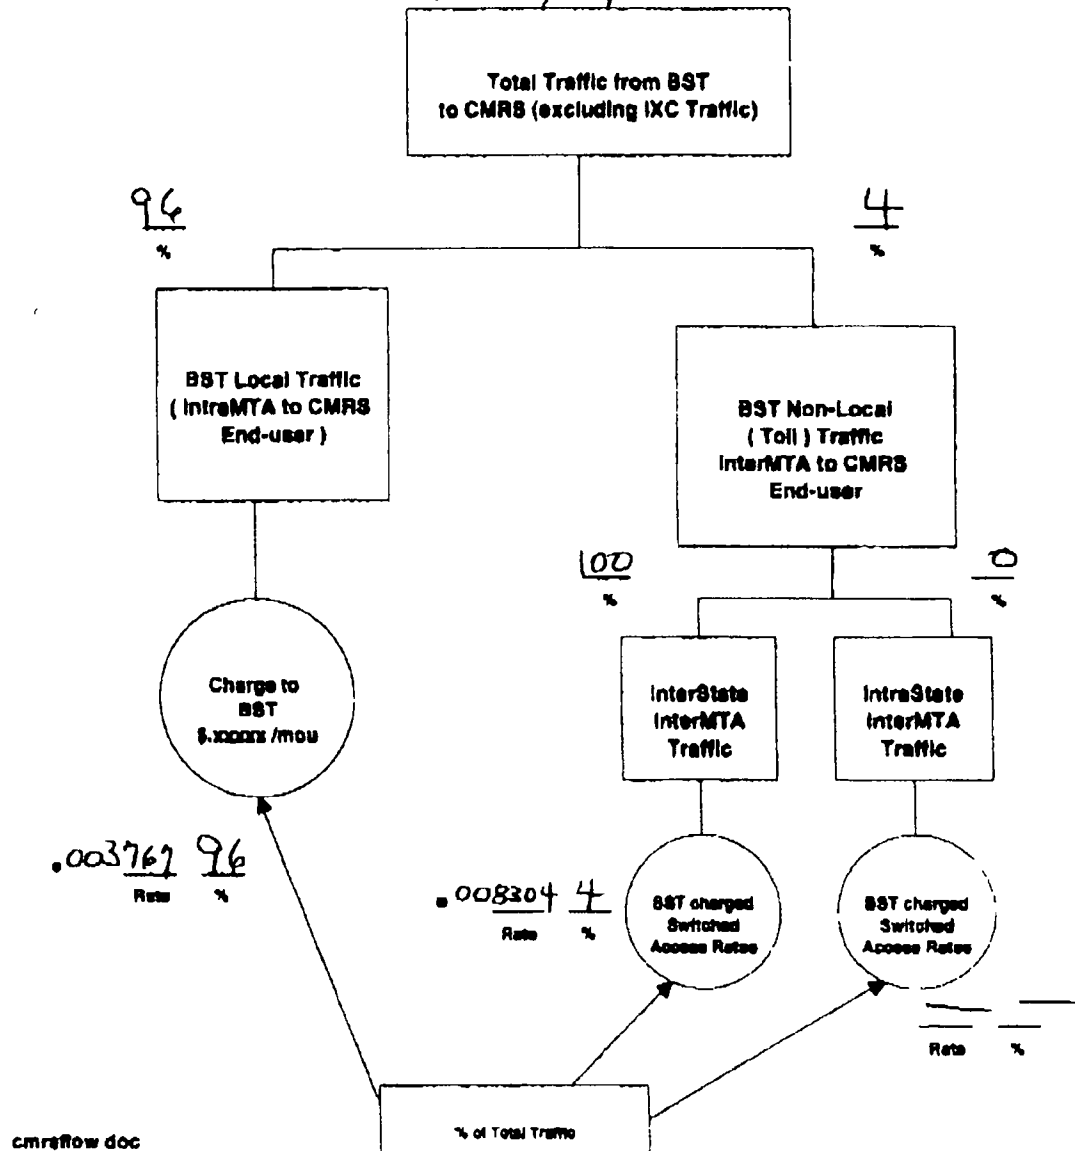 Total Traffic from BST
to CMRS (excluding IXC Traffic)
96
%
4
%
BST Local Traffic
( IntraMTA to CMRS
End-user )
BST Non-Local
( Toll ) Traffic
InterMTA to CMRS
End-user
100
%
0
%
Charge to
BST
$.xxxxx /mou
InterState
InterMTA
Traffic
IntraState
InterMTA
Traffic
.003767 96
Rate %
.008304 4
Rate %
BST charged
Switched
Access Rates
BST charged
Switched
Access Rates
Rate %
% of Total Traffic
cmrsflow doc